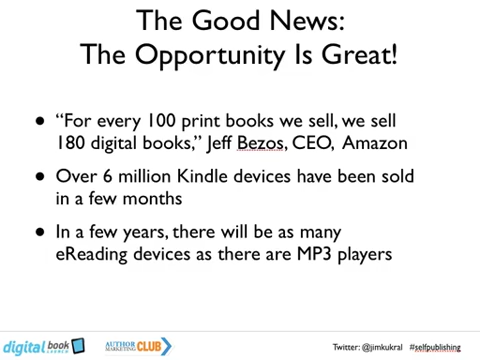 The Good News:
The Opportunity Is Great!
• “For every 100 print books we sell, we sell
180 digital books,” Jeff Bezos, CEO, Amazon
• Over 6 million Kindle devices have been sold
in a few months
• In a few years, there will be as many
eReading devices as there are MP3 players
digital book
LAUNCH
AUTHOR
MARKETING CLUB
Twitter: @jimkukral #selfpublishing